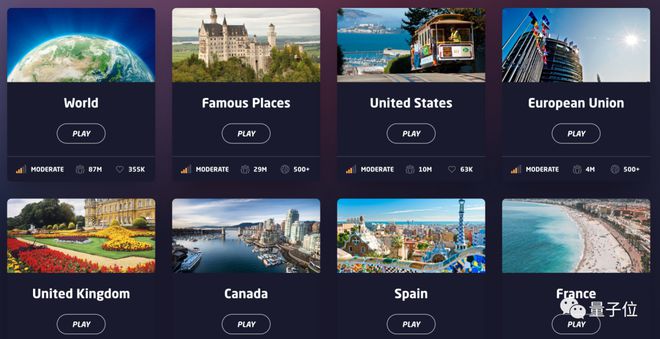 World
PLAY
MODERATE 87M 355K
Famous Places
PLAY
MODERATE 29M 500+
United States
PLAY
MODERATE 10M 63K
European Union
PLAY
MODERATE 4M 500+
United Kingdom
PLAY
Canada
PLAY
Spain
PLAY
France
PLAY
量子位